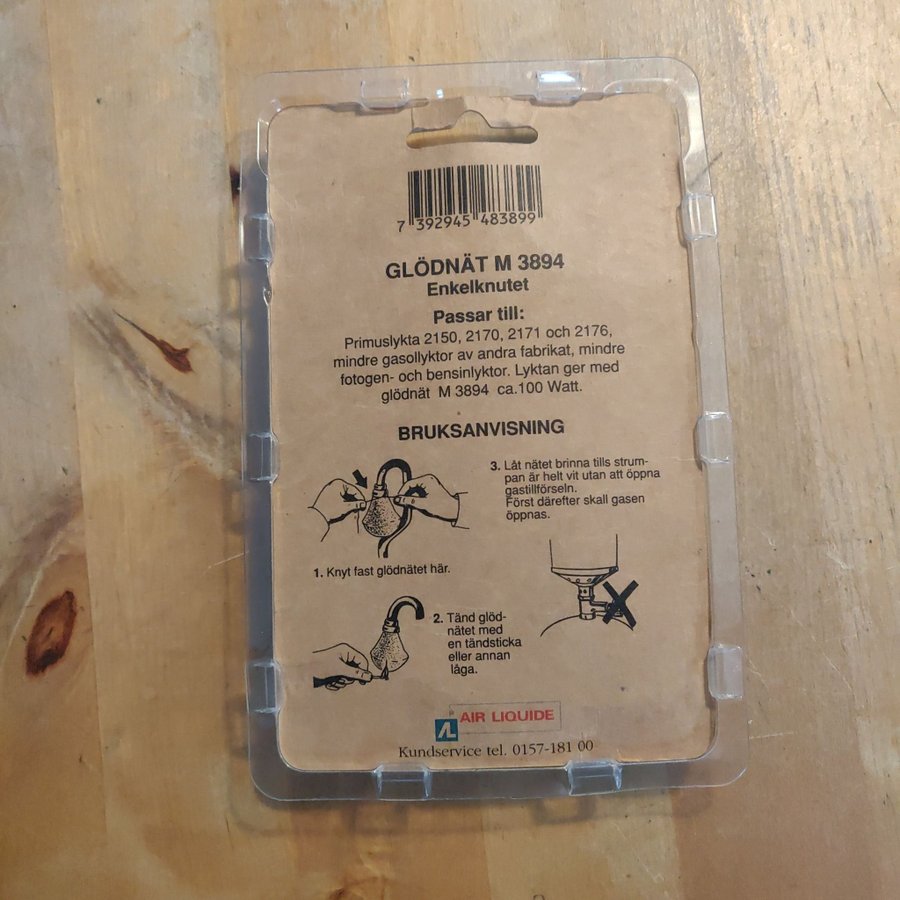 7 392945 483899
GLÖDNÄT M 3894
Enkelknutet
Passar till:
Primuslykta 2150, 2170, 2171 och 2176,
mindre gasollyktor av andra fabrikat, mindre
fotogen- och bensinlyktor. Lyktan ger med
glödnät M 3894 ca.100 Watt.
BRUKSANVISNING
1. Knyt fast glödnätet här.
2. Tänd glöd-
nätet med
en tändsticka
eller annan
låga.
3. Låt nätet brinna tills strum-
pan är helt vit utan att öppna
gastillförseln.
Först därefter skall gasen
öppnas.
AL AIR LIQUIDE
Kundservice tel. 0157-181 00